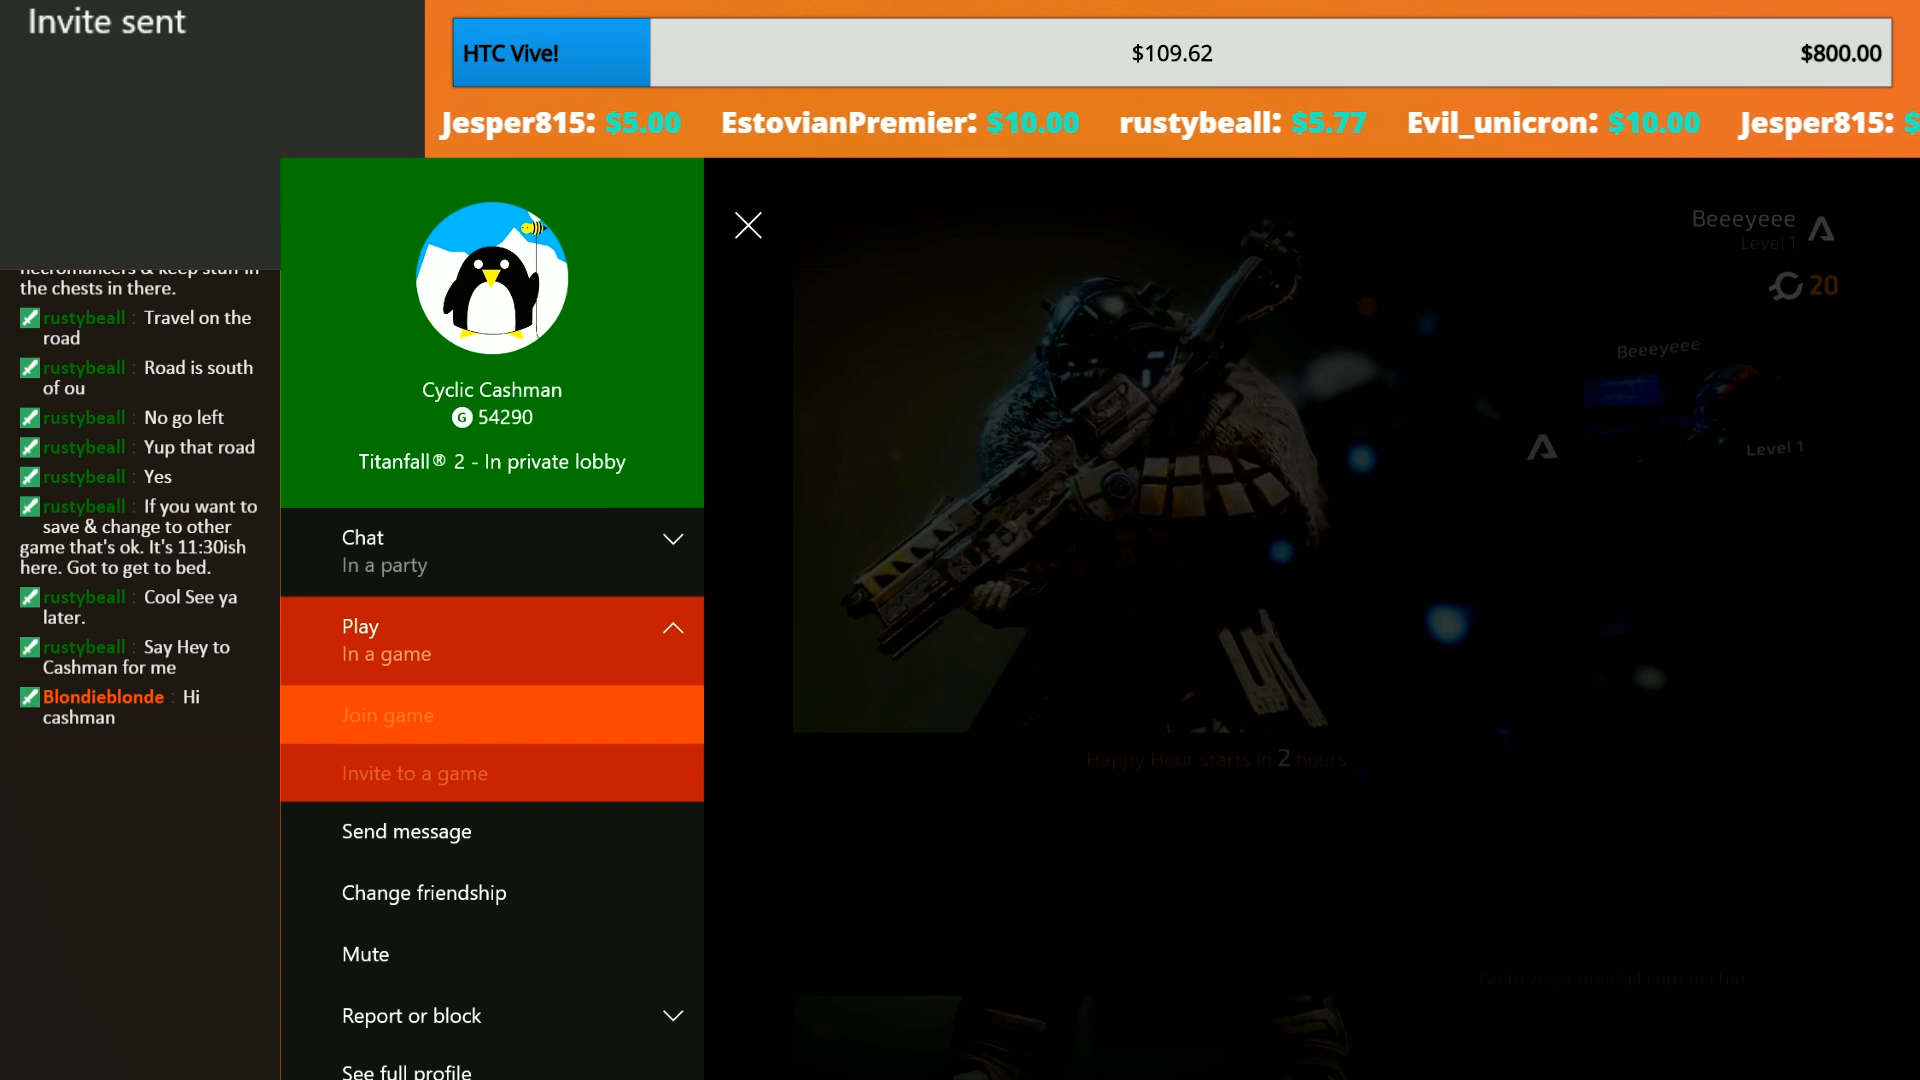 Invite sent
HTC Vive!
$109.62
$800.00
Jesper815: $5.00 EstovianPremier: $10.00 rustybeall: $5.77 Evil_unicron: $10.00 Jesper815: $
necromancers & keep stuff in
the chests in there.
rustybeall : Travel on the
road
rustybeall : Road is south
of ou
rustybeall : No go left
rustybeall : Yup that road
rustybeall : Yes
rustybeall : If you want to
save & change to other
game that's ok. It's 11:30ish
here. Got to get to bed.
rustybeall : Cool See ya
later.
rustybeall : Say Hey to
Cashman for me
Blondieblonde : Hi
cashman
Cyclic Cashman
G 54290
Titanfall® 2 - In private lobby
Chat
In a party
Play
In a game
Join game
Invite to a game
Send message
Change friendship
Mute
Report or block
See full profile
Beeeyeee
Level 1
20
Beeeyeee
Level 1
Happy Hour starts in 2 hours